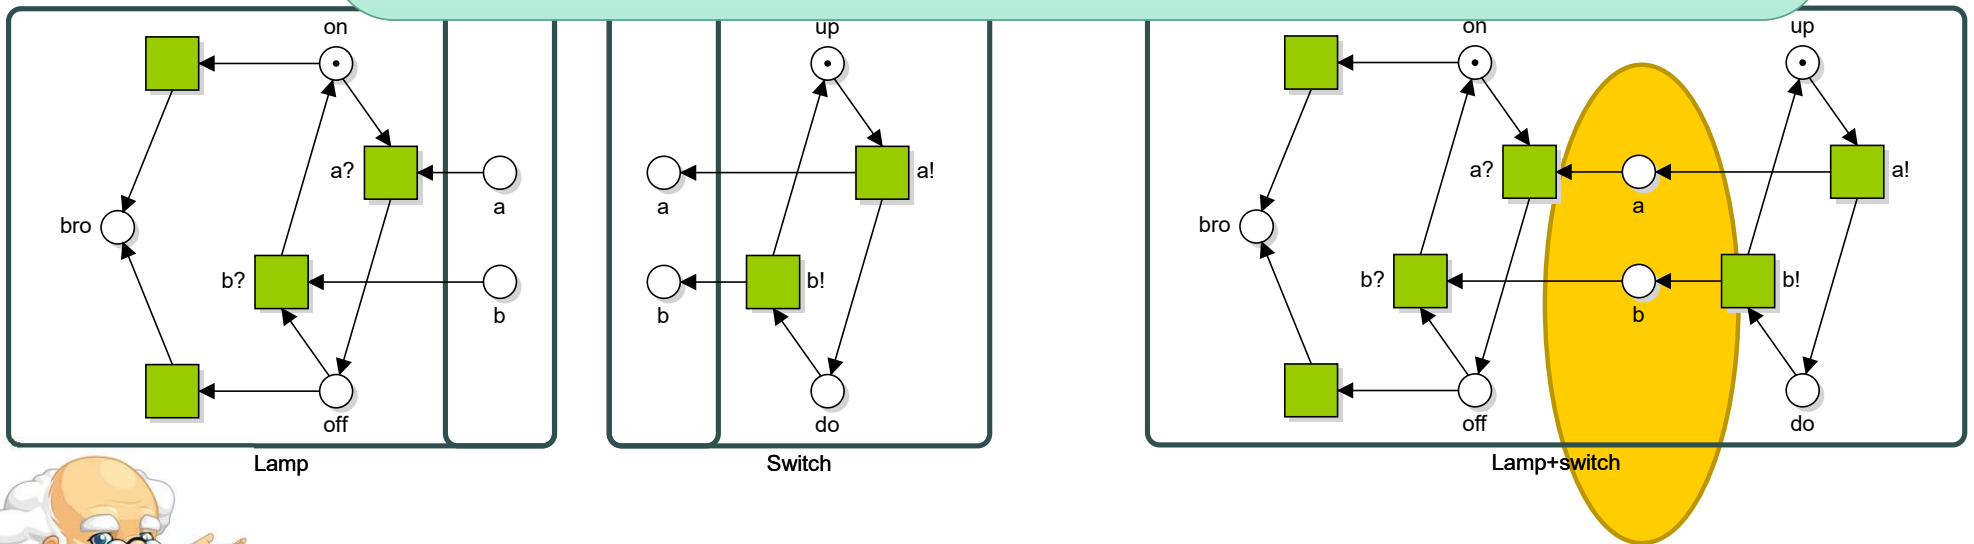 on
a?
a
bro
b?
b
off
Lamp
up
a
a!
b
b!
do
Switch
on
up
a?
a
a!
bro
b?
b
b!
off
do
Lamp+switch